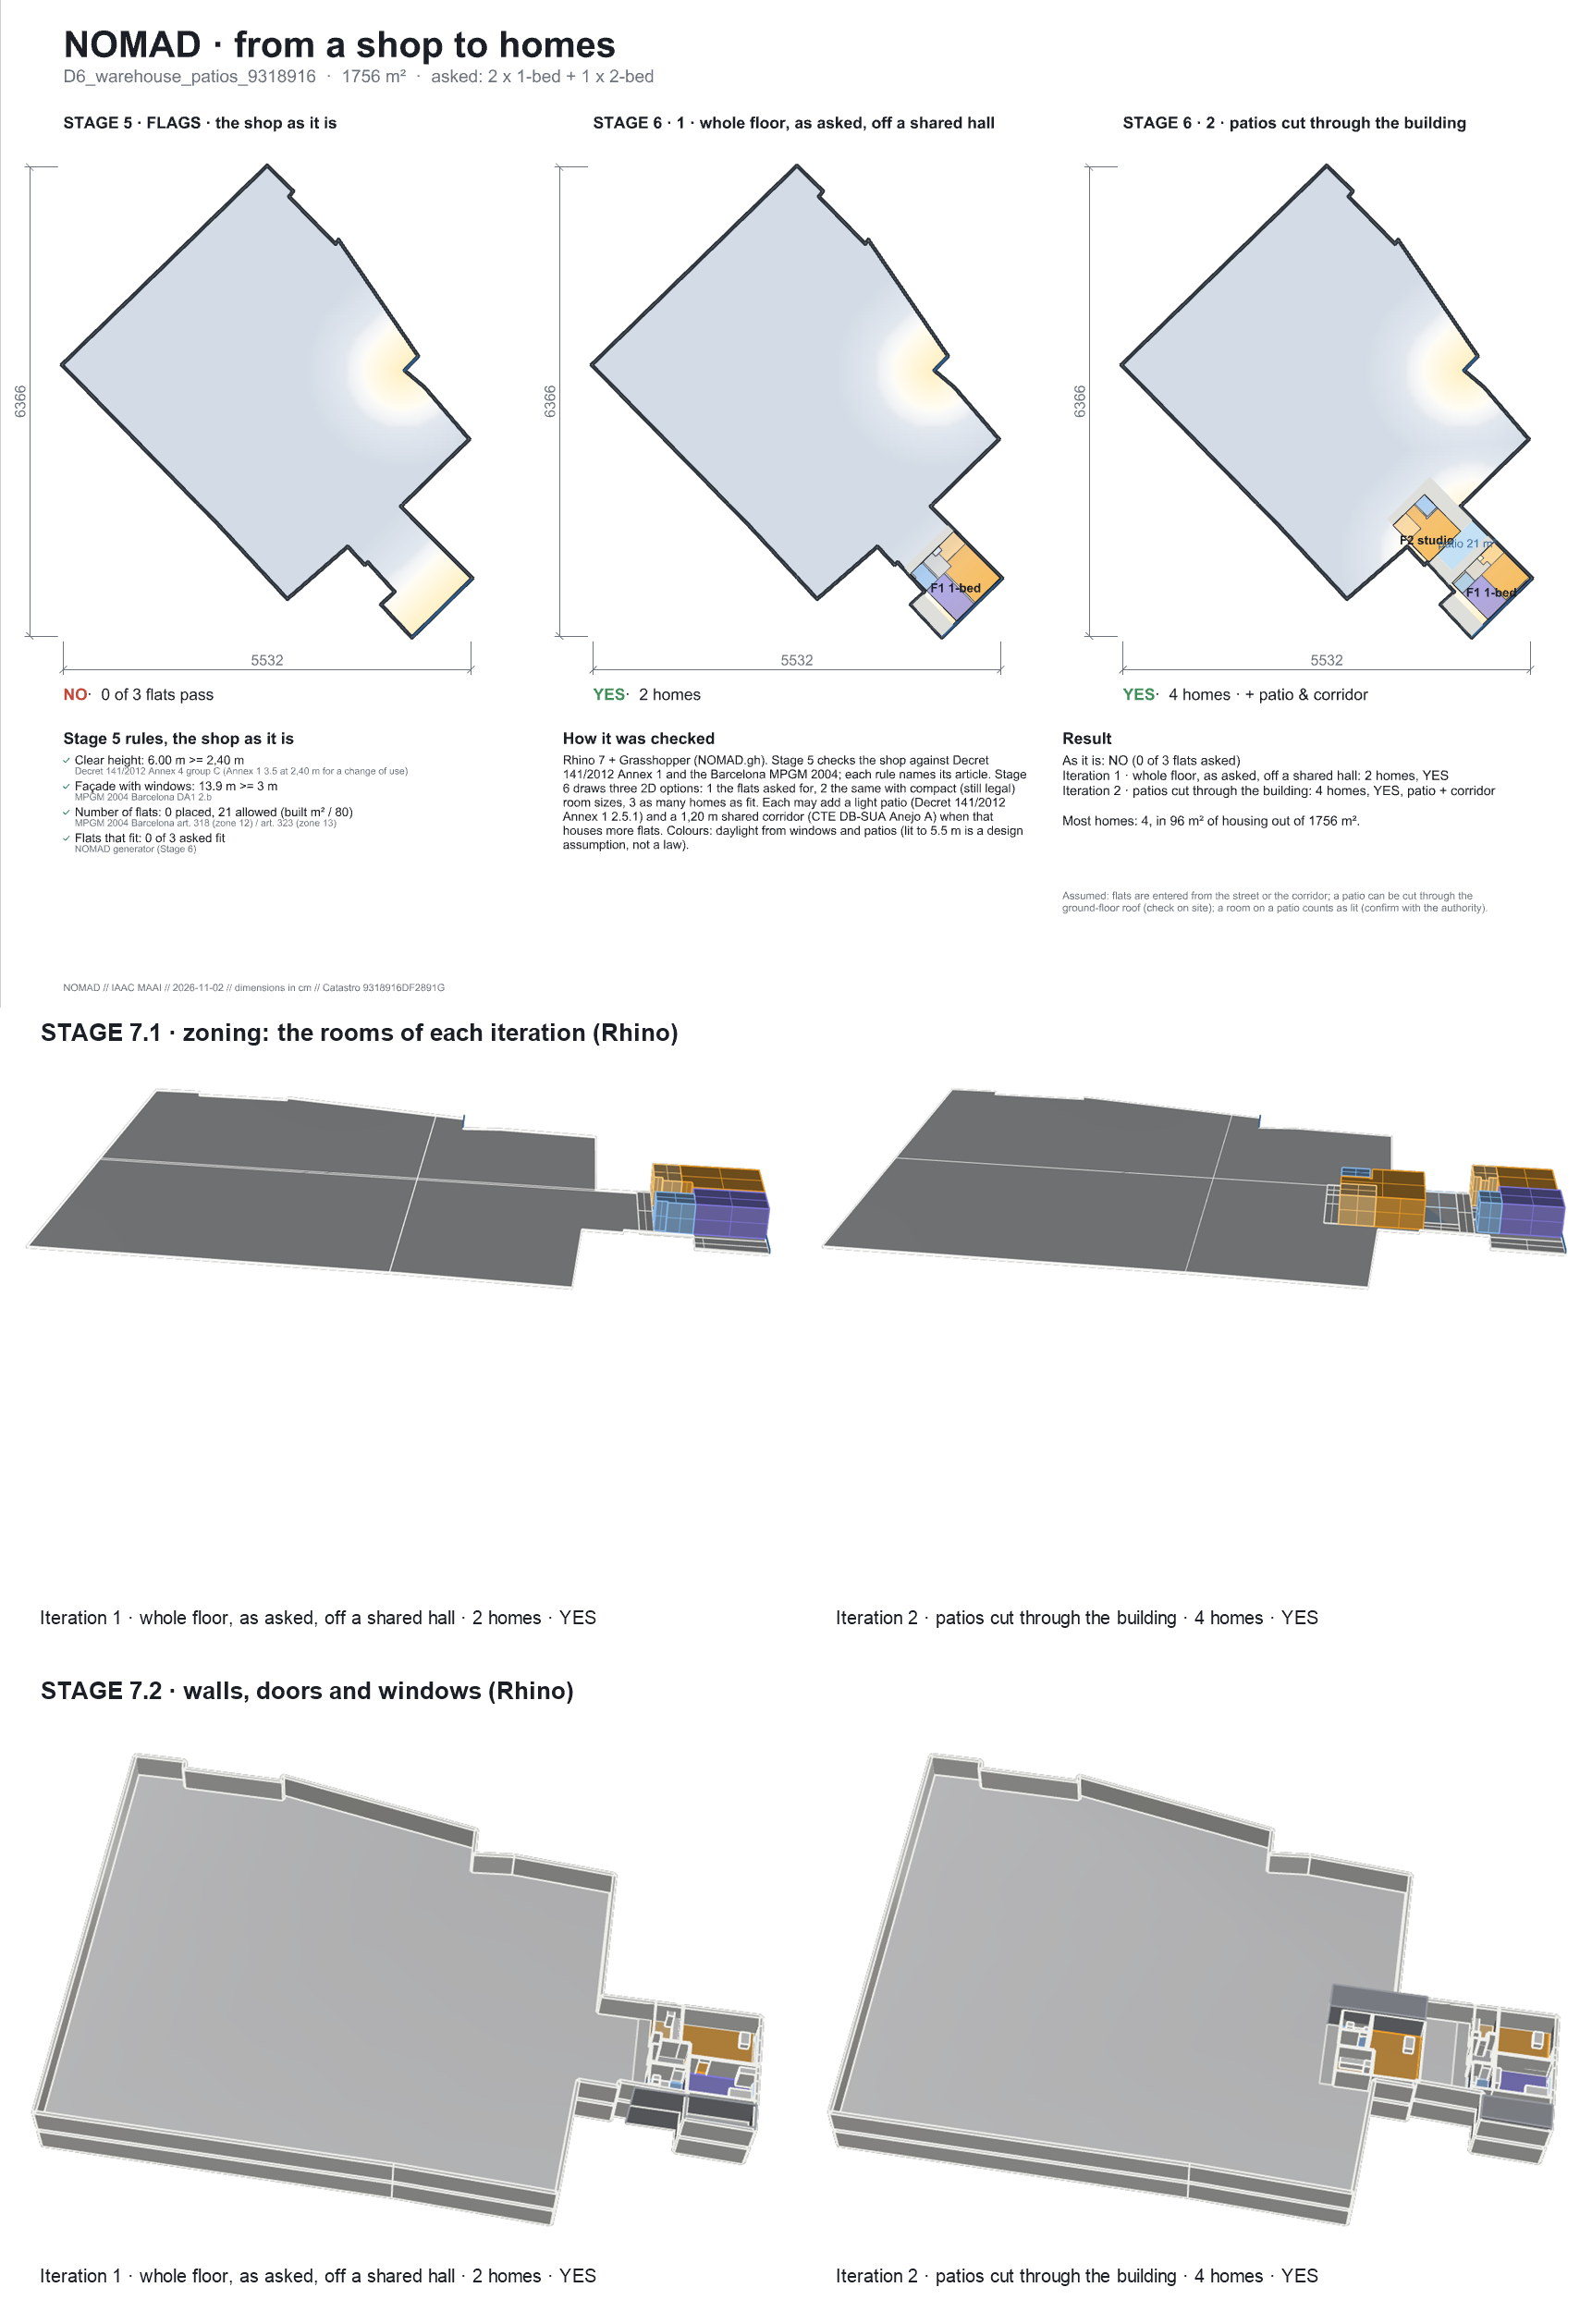 NOMAD · from a shop to homes
D6_warehouse_patios_9318916 · 1756 m² · asked: 2 x 1-bed + 1 x 2-bed
STAGE 5 · FLAGS · the shop as it is
STAGE 6 · 1 · whole floor, as asked, off a shared hall
STAGE 6 · 2 · patios cut through the building
6366
6366
6366
F1 1-bed
F2 studio
patio 21 m
F1 1-bed
5532
5532
5532
NO· 0 of 3 flats pass
YES· 2 homes
YES· 4 homes · + patio & corridor
Stage 5 rules, the shop as it is
✓ Clear height: 6.00 m >= 2,40 m
Decret 141/2012 Annex 4 group C (Annex 1 3.5 at 2,40 m for a change of use)
✓ Façade with windows: 13.9 m >= 3 m
MPGM 2004 Barcelona DA1 2.b
✓ Number of flats: 0 placed, 21 allowed (built m² / 80)
MPGM 2004 Barcelona art. 318 (zone 12) / art. 323 (zone 13)
✓ Flats that fit: 0 of 3 asked fit
NOMAD generator (Stage 6)
How it was checked
Rhino 7 + Grasshopper (NOMAD.gh). Stage 5 checks the shop against Decret
141/2012 Annex 1 and the Barcelona MPGM 2004; each rule names its article. Stage
6 draws three 2D options: 1 the flats asked for, 2 the same with compact (still legal)
room sizes, 3 as many homes as fit. Each may add a light patio (Decret 141/2012
Annex 1 2.5.1) and a 1,20 m shared corridor (CTE DB-SUA Anejo A) when that
houses more flats. Colours: daylight from windows and patios (lit to 5.5 m is a design
assumption, not a law).
Result
As it is: NO (0 of 3 flats asked)
Iteration 1 · whole floor, as asked, off a shared hall: 2 homes, YES
Iteration 2 · patios cut through the building: 4 homes, YES, patio + corridor
Most homes: 4, in 96 m² of housing out of 1756 m².
Assumed: flats are entered from the street or the corridor; a patio can be cut through the
ground-floor roof (check on site); a room on a patio counts as lit (confirm with the authority).
NOMAD // IAAC MAAI // 2026-11-02 // dimensions in cm // Catastro 9318916DF2891G
STAGE 7.1 · zoning: the rooms of each iteration (Rhino)
Iteration 1 · whole floor, as asked, off a shared hall · 2 homes · YES
Iteration 2 · patios cut through the building · 4 homes · YES
STAGE 7.2 · walls, doors and windows (Rhino)
Iteration 1 · whole floor, as asked, off a shared hall · 2 homes · YES
Iteration 2 · patios cut through the building · 4 homes · YES